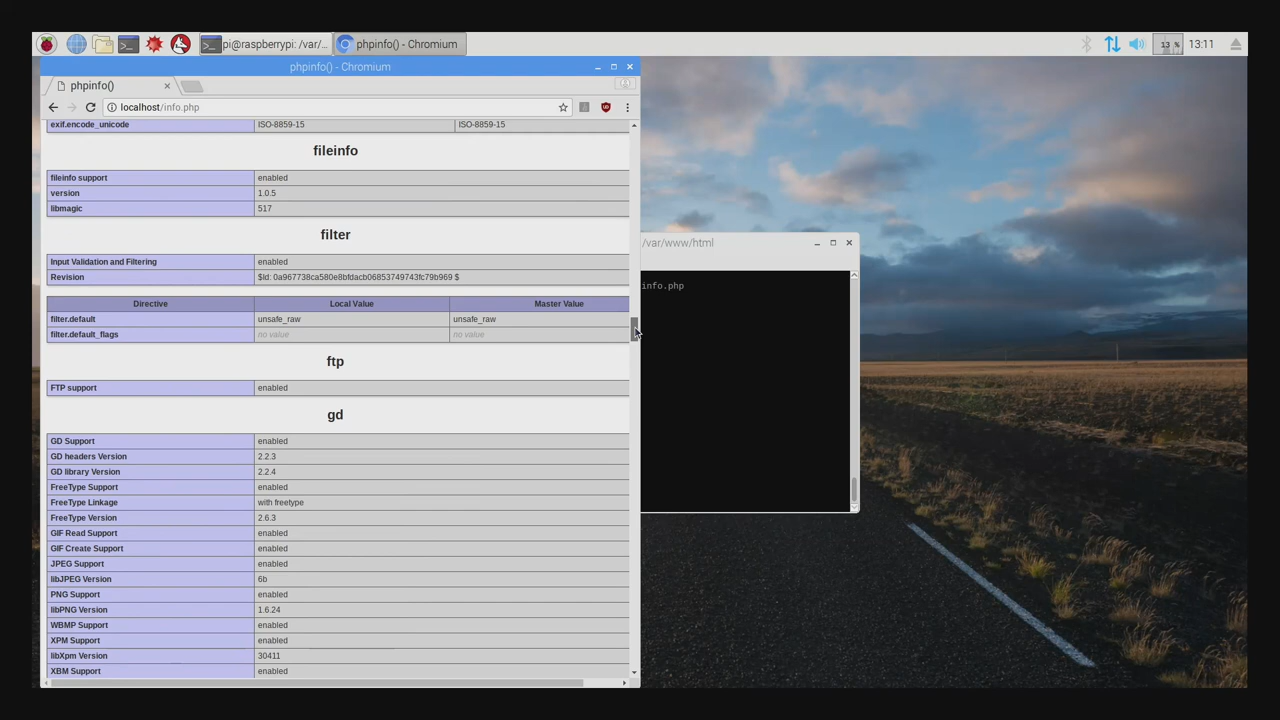 pi@raspberrypi: /var/...
phpinfo() - Chromium
13 %
13:11
phpinfo() - Chromium
phpinfo()
localhost/info.php
exif.encode_unicode ISO-8859-15 ISO-8859-15
fileinfo
fileinfo support enabled
version 1.0.5
libmagic 517
filter
Input Validation and Filtering enabled
Revision $Id: 0a967738ca580e8bfdacb06853749743fc79b969 $
Directive Local Value Master Value
filter.default unsafe_raw unsafe_raw
filter.default_flags no value no value
ftp
FTP support enabled
gd
GD Support enabled
GD headers Version 2.2.3
GD library Version 2.2.4
FreeType Support enabled
FreeType Linkage with freetype
FreeType Version 2.6.3
GIF Read Support enabled
GIF Create Support enabled
JPEG Support enabled
libJPEG Version 6b
PNG Support enabled
libPNG Version 1.6.24
WBMP Support enabled
XPM Support enabled
libXpm Version 30411
XBM Support enabled
/var/www/html
info.php